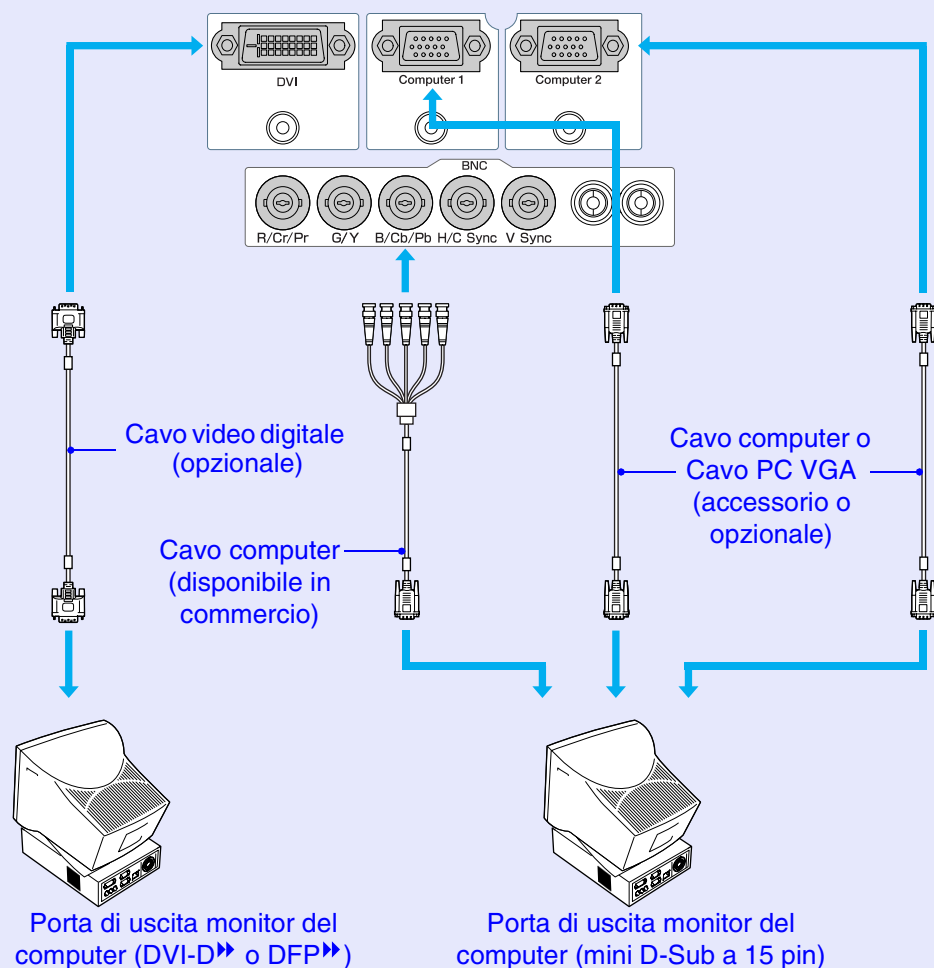 DVI
Computer 1
Computer 2
BNC
R/Cr/Pr
G/Y
B/Cb/Pb
H/C Sync
V Sync
Cavo video digitale
(opzionale)
Cavo computer o
Cavo PC VGA
(accessorio o
opzionale)
Cavo computer
(disponibile in
commercio)
Porta di uscita monitor del
computer (DVI-D o DFP)
Porta di uscita monitor del
computer (mini D-Sub a 15 pin)